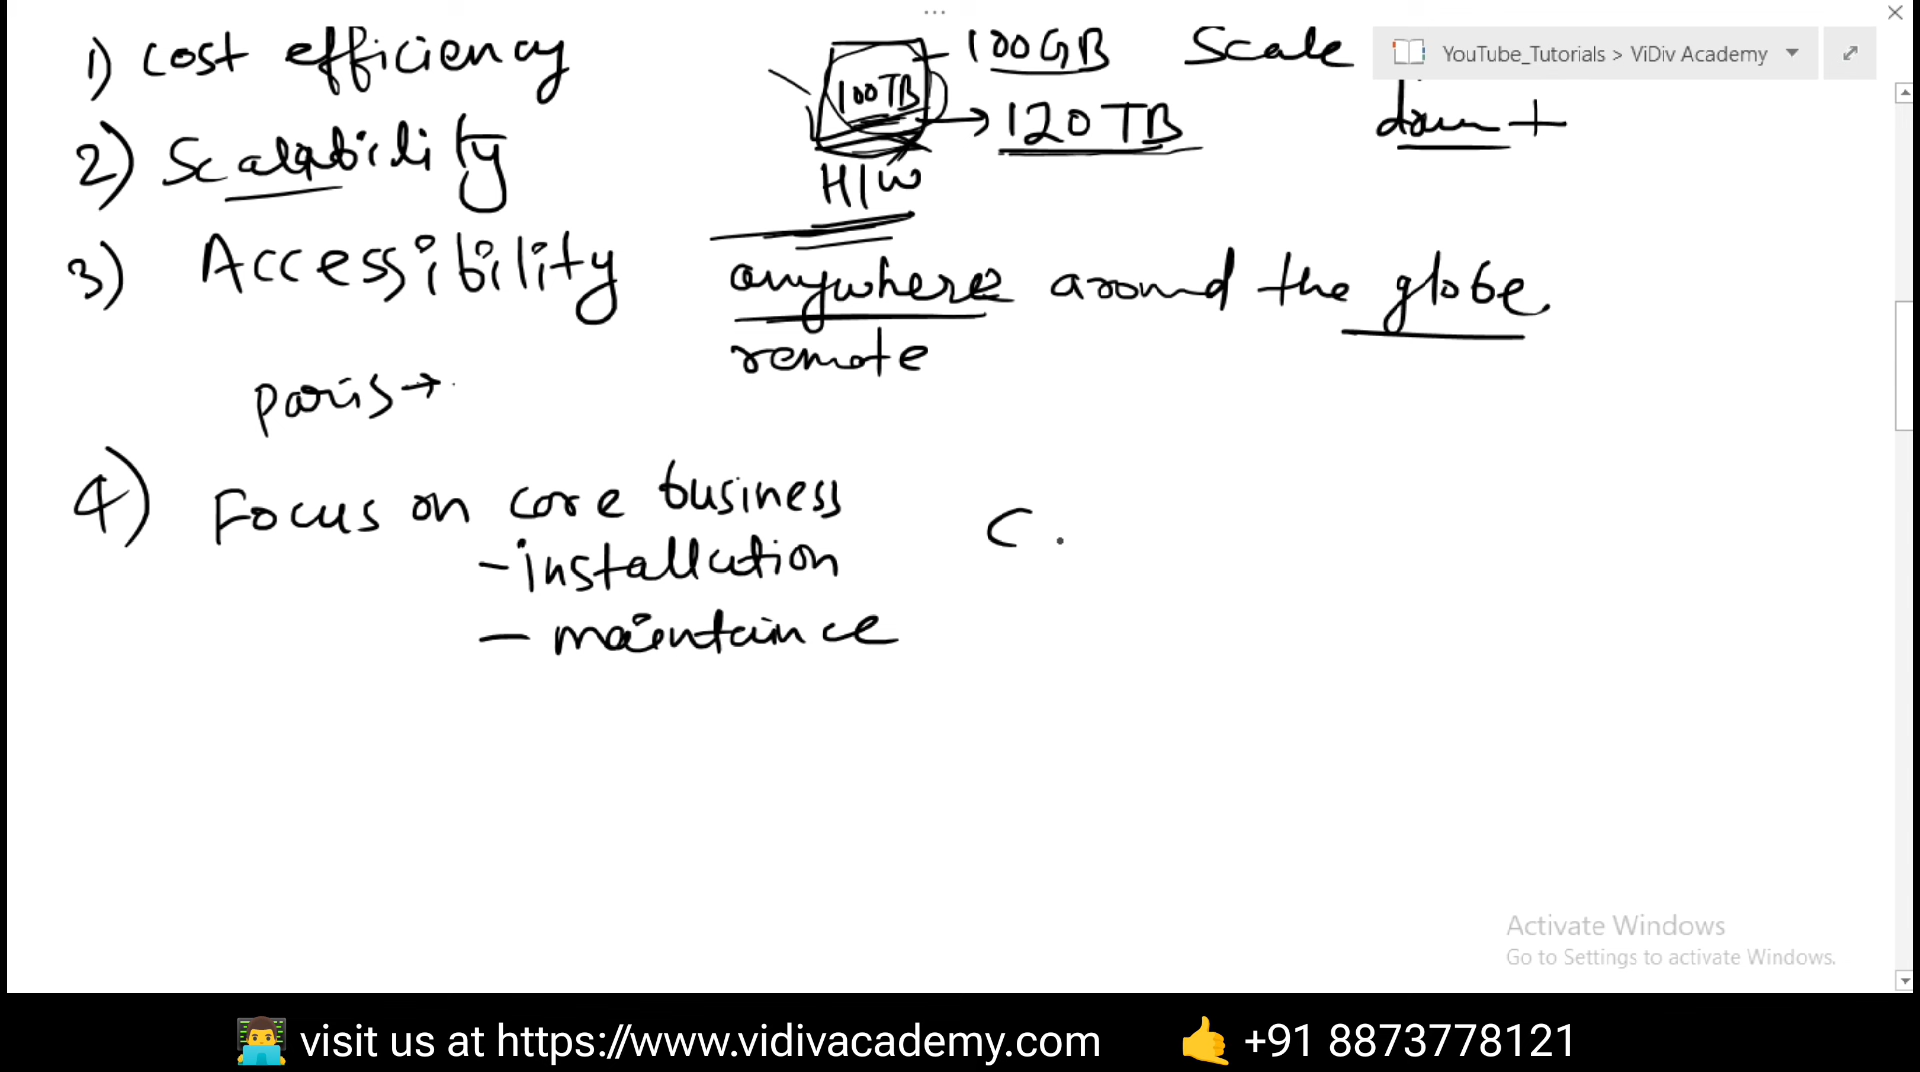 ...
1) cost efficiency 100GB Scale
YouTube_Tutorials > ViDiv Academy
100TB
→ 120 TB down +
2) Scalability
H/W
3) Accessibility anywhere around the globe
remote
paris →
4) Focus on core business C
- installation
- maintaince
Activate Windows
Go to Settings to activate Windows.
visit us at https://www.vidivacademy.com +91 8873778121